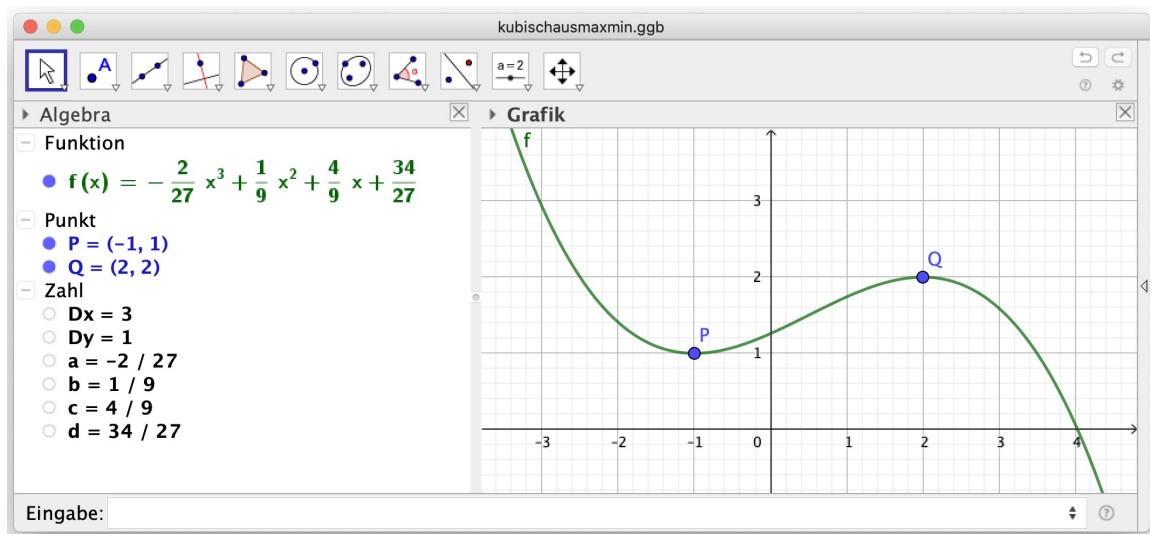 kubischausmaxmin.ggb
A
α
a=2
Algebra
Grafik
Funktion
f(x) = − 2/27 x³ + 1/9 x² + 4/9 x + 34/27
Punkt
P = (−1, 1)
Q = (2, 2)
Zahl
Dx = 3
Dy = 1
a = −2 / 27
b = 1 / 9
c = 4 / 9
d = 34 / 27
f
3
2
1
Q
P
-3 -2 -1 0 1 2 3 4
Eingabe: